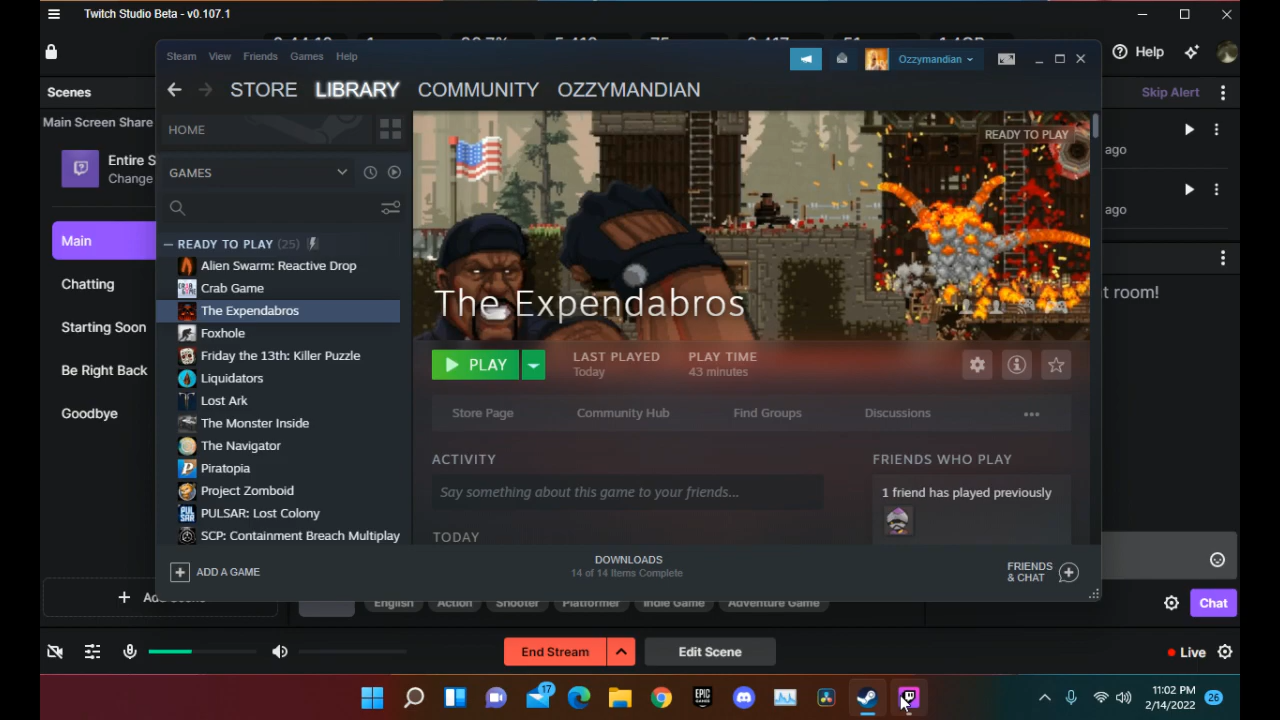 Twitch Studio Beta - v0.107.1
Help
Steam View Friends Games Help
Ozzymandian
STORE LIBRARY COMMUNITY OZZYMANDIAN
Scenes
Skip Alert
Main Screen Share
Entire S
Change
ago
ago
Main
Chatting
Starting Soon
Be Right Back
Goodbye
HOME
GAMES
READY TO PLAY (25)
Alien Swarm: Reactive Drop
Crab Game
The Expendabros
Foxhole
Friday the 13th: Killer Puzzle
Liquidators
Lost Ark
The Monster Inside
The Navigator
Piratopia
Project Zomboid
PULSAR: Lost Colony
SCP: Containment Breach Multiplay
READY TO PLAY
The Expendabros
t room!
PLAY
LAST PLAYED
Today
PLAY TIME
43 minutes
Store Page Community Hub Find Groups Discussions
ACTIVITY
Say something about this game to your friends...
TODAY
FRIENDS WHO PLAY
1 friend has played previously
ADD A GAME
DOWNLOADS
14 of 14 Items Complete
FRIENDS
& CHAT
English Action Shooter Platformer Indie Game Adventure Game
Chat
End Stream
Edit Scene
Live
17
EPIC
GAMES
11:02 PM
2/14/2022
26